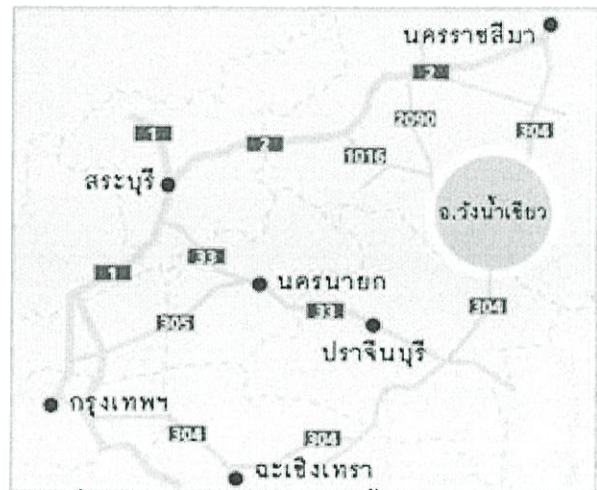 นครราชสีมา
2
2090
304
1
2
1016
สระบุรี
อ.วังน้ำเขียว
33
1
นครนายก
304
305
33
ปราจีนบุรี
กรุงเทพฯ
304
304
ฉะเชิงเทรา